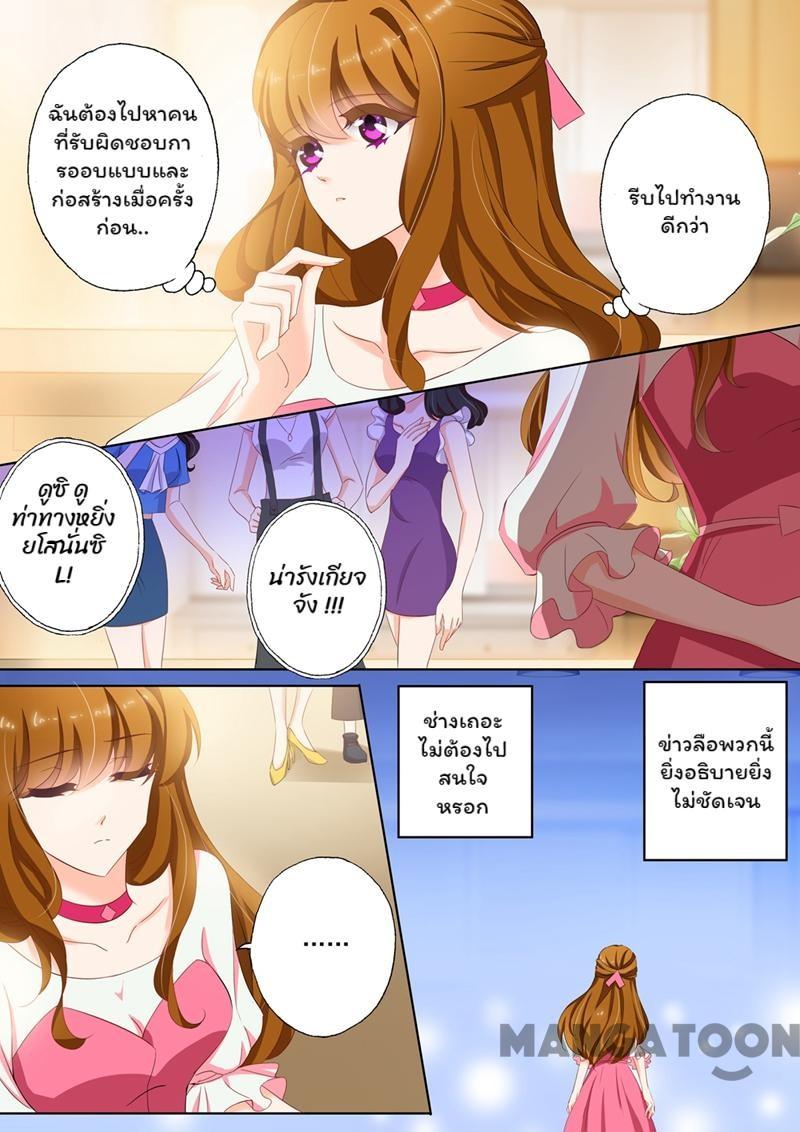 ฉันต้องไปหาคน
ที่รับผิดชอบกา
รออบแบบและ
ก่อสร้างเมื่อครั้ง
ก่อน..
รีบไปทำงาน
ดีกว่า
ดูซิ ดู
ท่าทางหยิ่ง
ยโสนั่นซิ
L!
น่ารังเกียจ
จัง !!!
ช่างเถอะ
ไม่ต้องไป
สนใจ
หรอก
ข่าวลือพวกนี้
ยิ่งอธิบายยิ่ง
ไม่ชัดเจน
......
MANGATOON